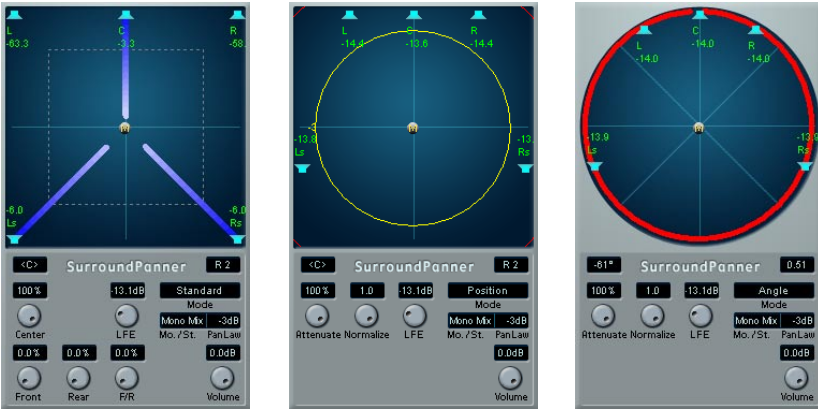 L C R
-63.3 -3.3 -58.
-6.0 -6.0
Ls Rs
<C> SurroundPanner R 2
100% -13.1dB Standard
Mode
Mono Mix -3dB
Center LFE Mo./St. PanLaw
0.0% 0.0% 0.0% 0.0dB
Front Rear F/R Volume
L C R
-14.4 -13.6 -14.4
-3
-13.8 -13.
Ls Rs
<C> SurroundPanner R 2
100% 1.0 -13.1dB Position
Mode
Mono Mix -3dB
Attenuate Normalize LFE Mo./St. PanLaw
0.0dB
Volume
L C R
-14.0 -14.0 -14.0
-13.9 -13.9
Ls Rs
-61° SurroundPanner 0.51
100% 1.0 -13.1dB Angle
Mode
Mono Mix -3dB
Attenuate Normalize LFE Mo./St. PanLaw
0.0dB
Volume